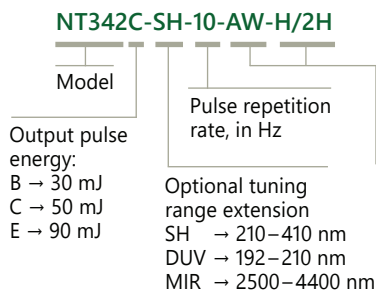 NT342C-SH-10-AW-H/2H
Model
Pulse repetition
rate, in Hz
Output pulse
energy:
B → 30 mJ
C → 50 mJ
E → 90 mJ
Optional tuning
range extension
SH → 210–410 nm
DUV → 192–210 nm
MIR → 2500–4400 nm